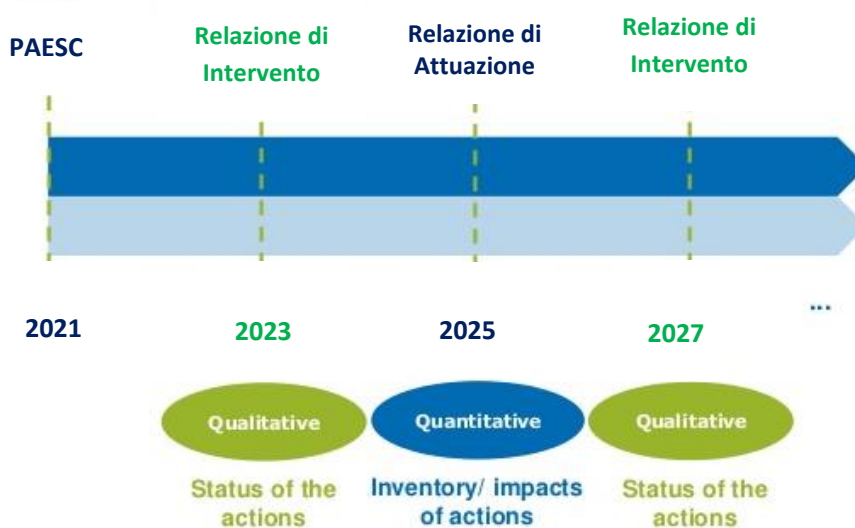 PAESC
Relazione di
Intervento
Relazione di
Attuazione
Relazione di
Intervento
...
2021
2023
2025
2027
Qualitative
Quantitative
Qualitative
Status of the
actions
Inventory/ impacts
of actions
Status of the
actions